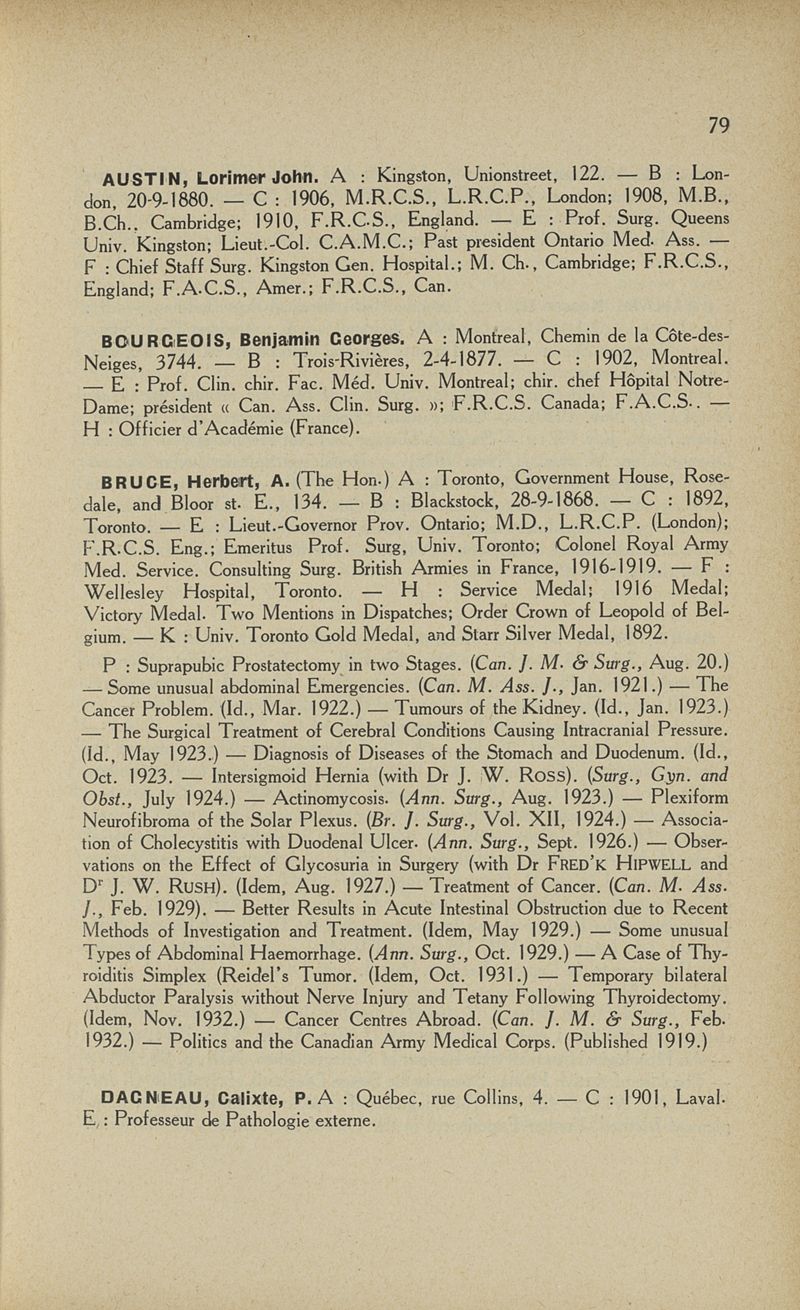 79
AUSTIN, Lorimer John. A : Kingston, Unionstreet, 122. — B : Lon-
don, 20-9-1880. — C : 1906, M.R.C.S., L.R.C.P., London; 1908, M.B.,
B.Ch., Cambridge; 1910, F.R.C.S., England. — E : Prof. Surg. Queens
Univ. Kingston; Lieut.-Col. C.A.M.C.; Past president Ontario Med. Ass. —
F : Chief Staff Surg. Kingston Gen. Hospital.; M. Ch., Cambridge; F.R.C.S.,
England; F.A.C.S., Amer.; F.R.C.S., Can.
BOURGEOIS, Benjamin Georges. A : Montreal, Chemin de la Côte-des-
Neiges, 3744. — B : Trois-Rivières, 2-4-1877. — C : 1902, Montreal.
— E : Prof. Clin. chir. Fac. Méd. Univ. Montreal; chir. chef Hôpital Notre-
Dame; président « Can. Ass. Clin. Surg. »; F.R.C.S. Canada; F.A.C.S.. —
H : Officier d'Académie (France).
BRUCE, Herbert, A. (The Hon.) A : Toronto, Government House, Rose-
dale, and Bloor st. E., 134. — B : Blackstock, 28-9-1868. — C : 1892,
Toronto. — E : Lieut.-Governor Prov. Ontario; M.D., L.R.C.P. (London);
F.R.C.S. Eng.; Emeritus Prof. Surg, Univ. Toronto; Colonel Royal Army
Med. Service. Consulting Surg. British Armies in France, 1916-1919. — F :
Wellesley Hospital, Toronto. — H : Service Medal; 1916 Medal;
Victory Medal. Two Mentions in Dispatches; Order Crown of Leopold of Bel-
gium. — K : Univ. Toronto Gold Medal, and Starr Silver Medal, 1892.
P : Suprapubic Prostatectomy in two Stages. (Can. J. M. & Surg., Aug. 20.)
— Some unusual abdominal Emergencies. (Can. M. Ass. J., Jan. 1921.) — The
Cancer Problem. (Id., Mar. 1922.) — Tumours of the Kidney. (Id., Jan. 1923.)
— The Surgical Treatment of Cerebral Conditions Causing Intracranial Pressure.
(Id., May 1923.) — Diagnosis of Diseases of the Stomach and Duodenum. (Id.,
Oct. 1923. — Intersigmoid Hernia (with Dr J. W. Ross). (Surg., Gyn. and
Obst., July 1924.) — Actinomycosis. (Ann. Surg., Aug. 1923.) — Plexiform
Neurofibroma of the Solar Plexus. (Br. J. Surg., Vol. XII, 1924.) — Associa-
tion of Cholecystitis with Duodenal Ulcer. (Ann. Surg., Sept. 1926.) — Obser-
vations on the Effect of Glycosuria in Surgery (with Dr FRED'K HIPWELL and
Dr J. W. RUSH). (Idem, Aug. 1927.) — Treatment of Cancer. (Can. M. Ass.
J., Feb. 1929). — Better Results in Acute Intestinal Obstruction due to Recent
Methods of Investigation and Treatment. (Idem, May 1929.) — Some unusual
Types of Abdominal Haemorrhage. (Ann. Surg., Oct. 1929.) — A Case of Thy-
roiditis Simplex (Reidel's Tumor. (Idem, Oct. 1931.) — Temporary bilateral
Abductor Paralysis without Nerve Injury and Tetany Following Thyroidectomy.
(Idem, Nov. 1932.) — Cancer Centres Abroad. (Can. J. M. & Surg., Feb.
1932.) — Politics and the Canadian Army Medical Corps. (Published 1919.)
DAGNEAU, Calixte, P. A : Québec, rue Collins, 4. — C : 1901, Laval.
E : Professeur de Pathologie externe.